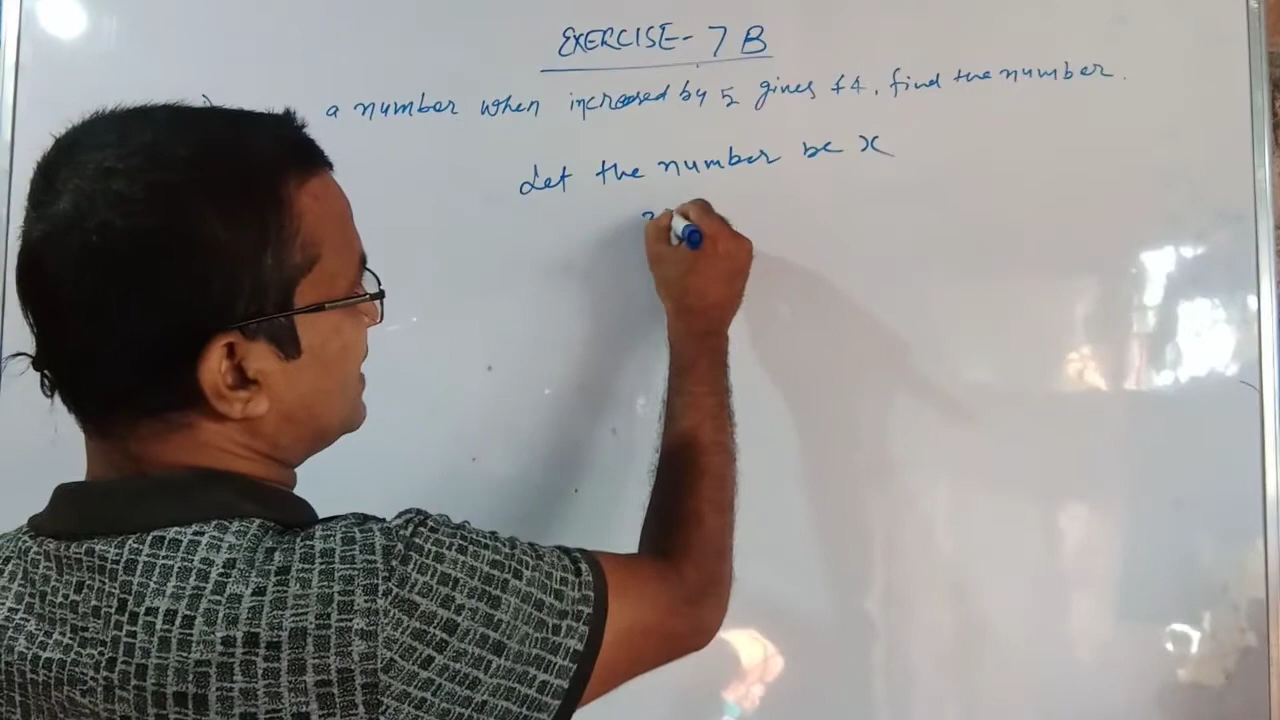 EXERCISE- 7 B
a number when increased by 5 gives 44, find the number.
Let the number be x